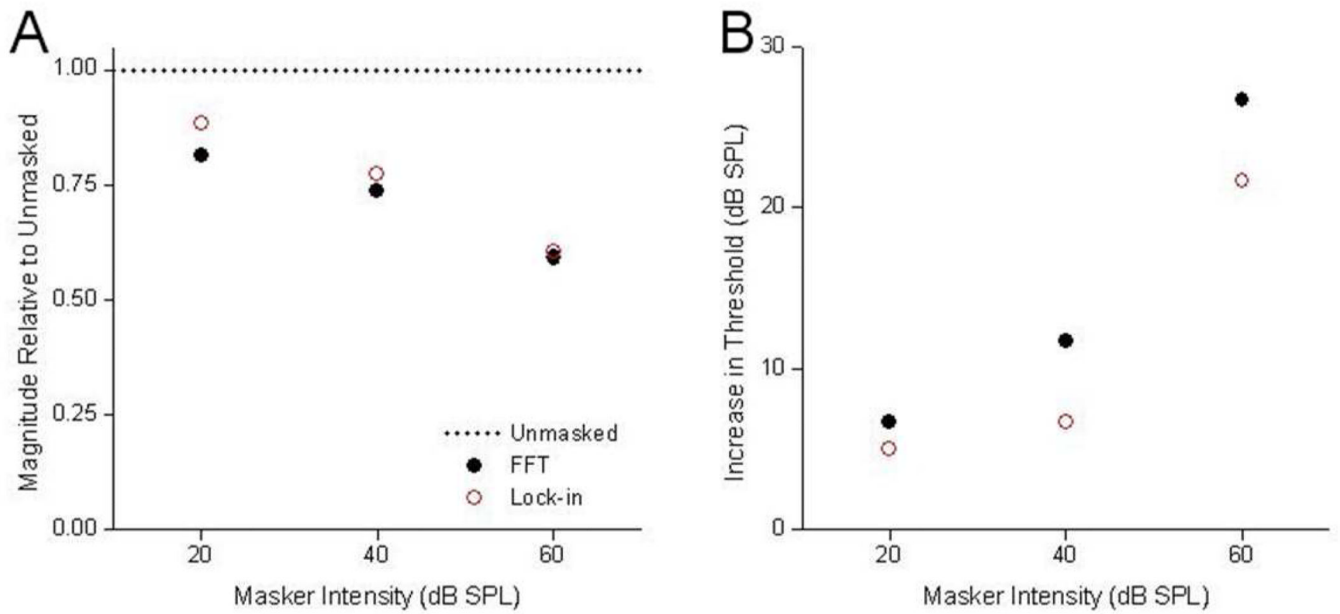 A
Magnitude Relative to Unmasked
1.00
0.75
0.50
0.25
0.00
20 40 60
Masker Intensity (dB SPL)
Unmasked
FFT
Lock-in
B
Increase in Threshold (dB SPL)
30
20
10
0
20 40 60
Masker Intensity (dB SPL)